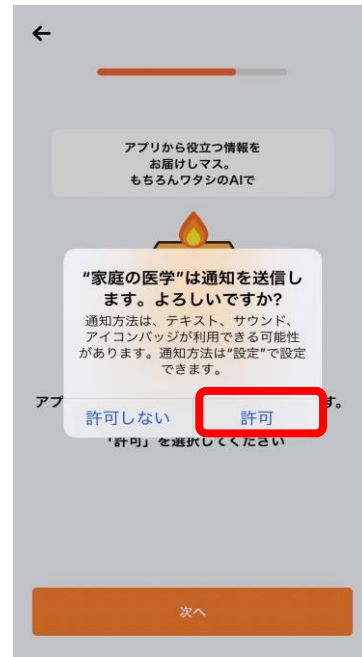 アプリから役立つ情報を
お届けしマス。
もちろんワタシのAIで
“家庭の医学”は通知を送信し
ます。よろしいですか?
通知方法は、テキスト、サウンド、
アイコンバッジが利用できる可能性
があります。通知方法は“設定”で設定
できます。
アプ
す。
許可しない
許可
「許可」を選択してください
次へ